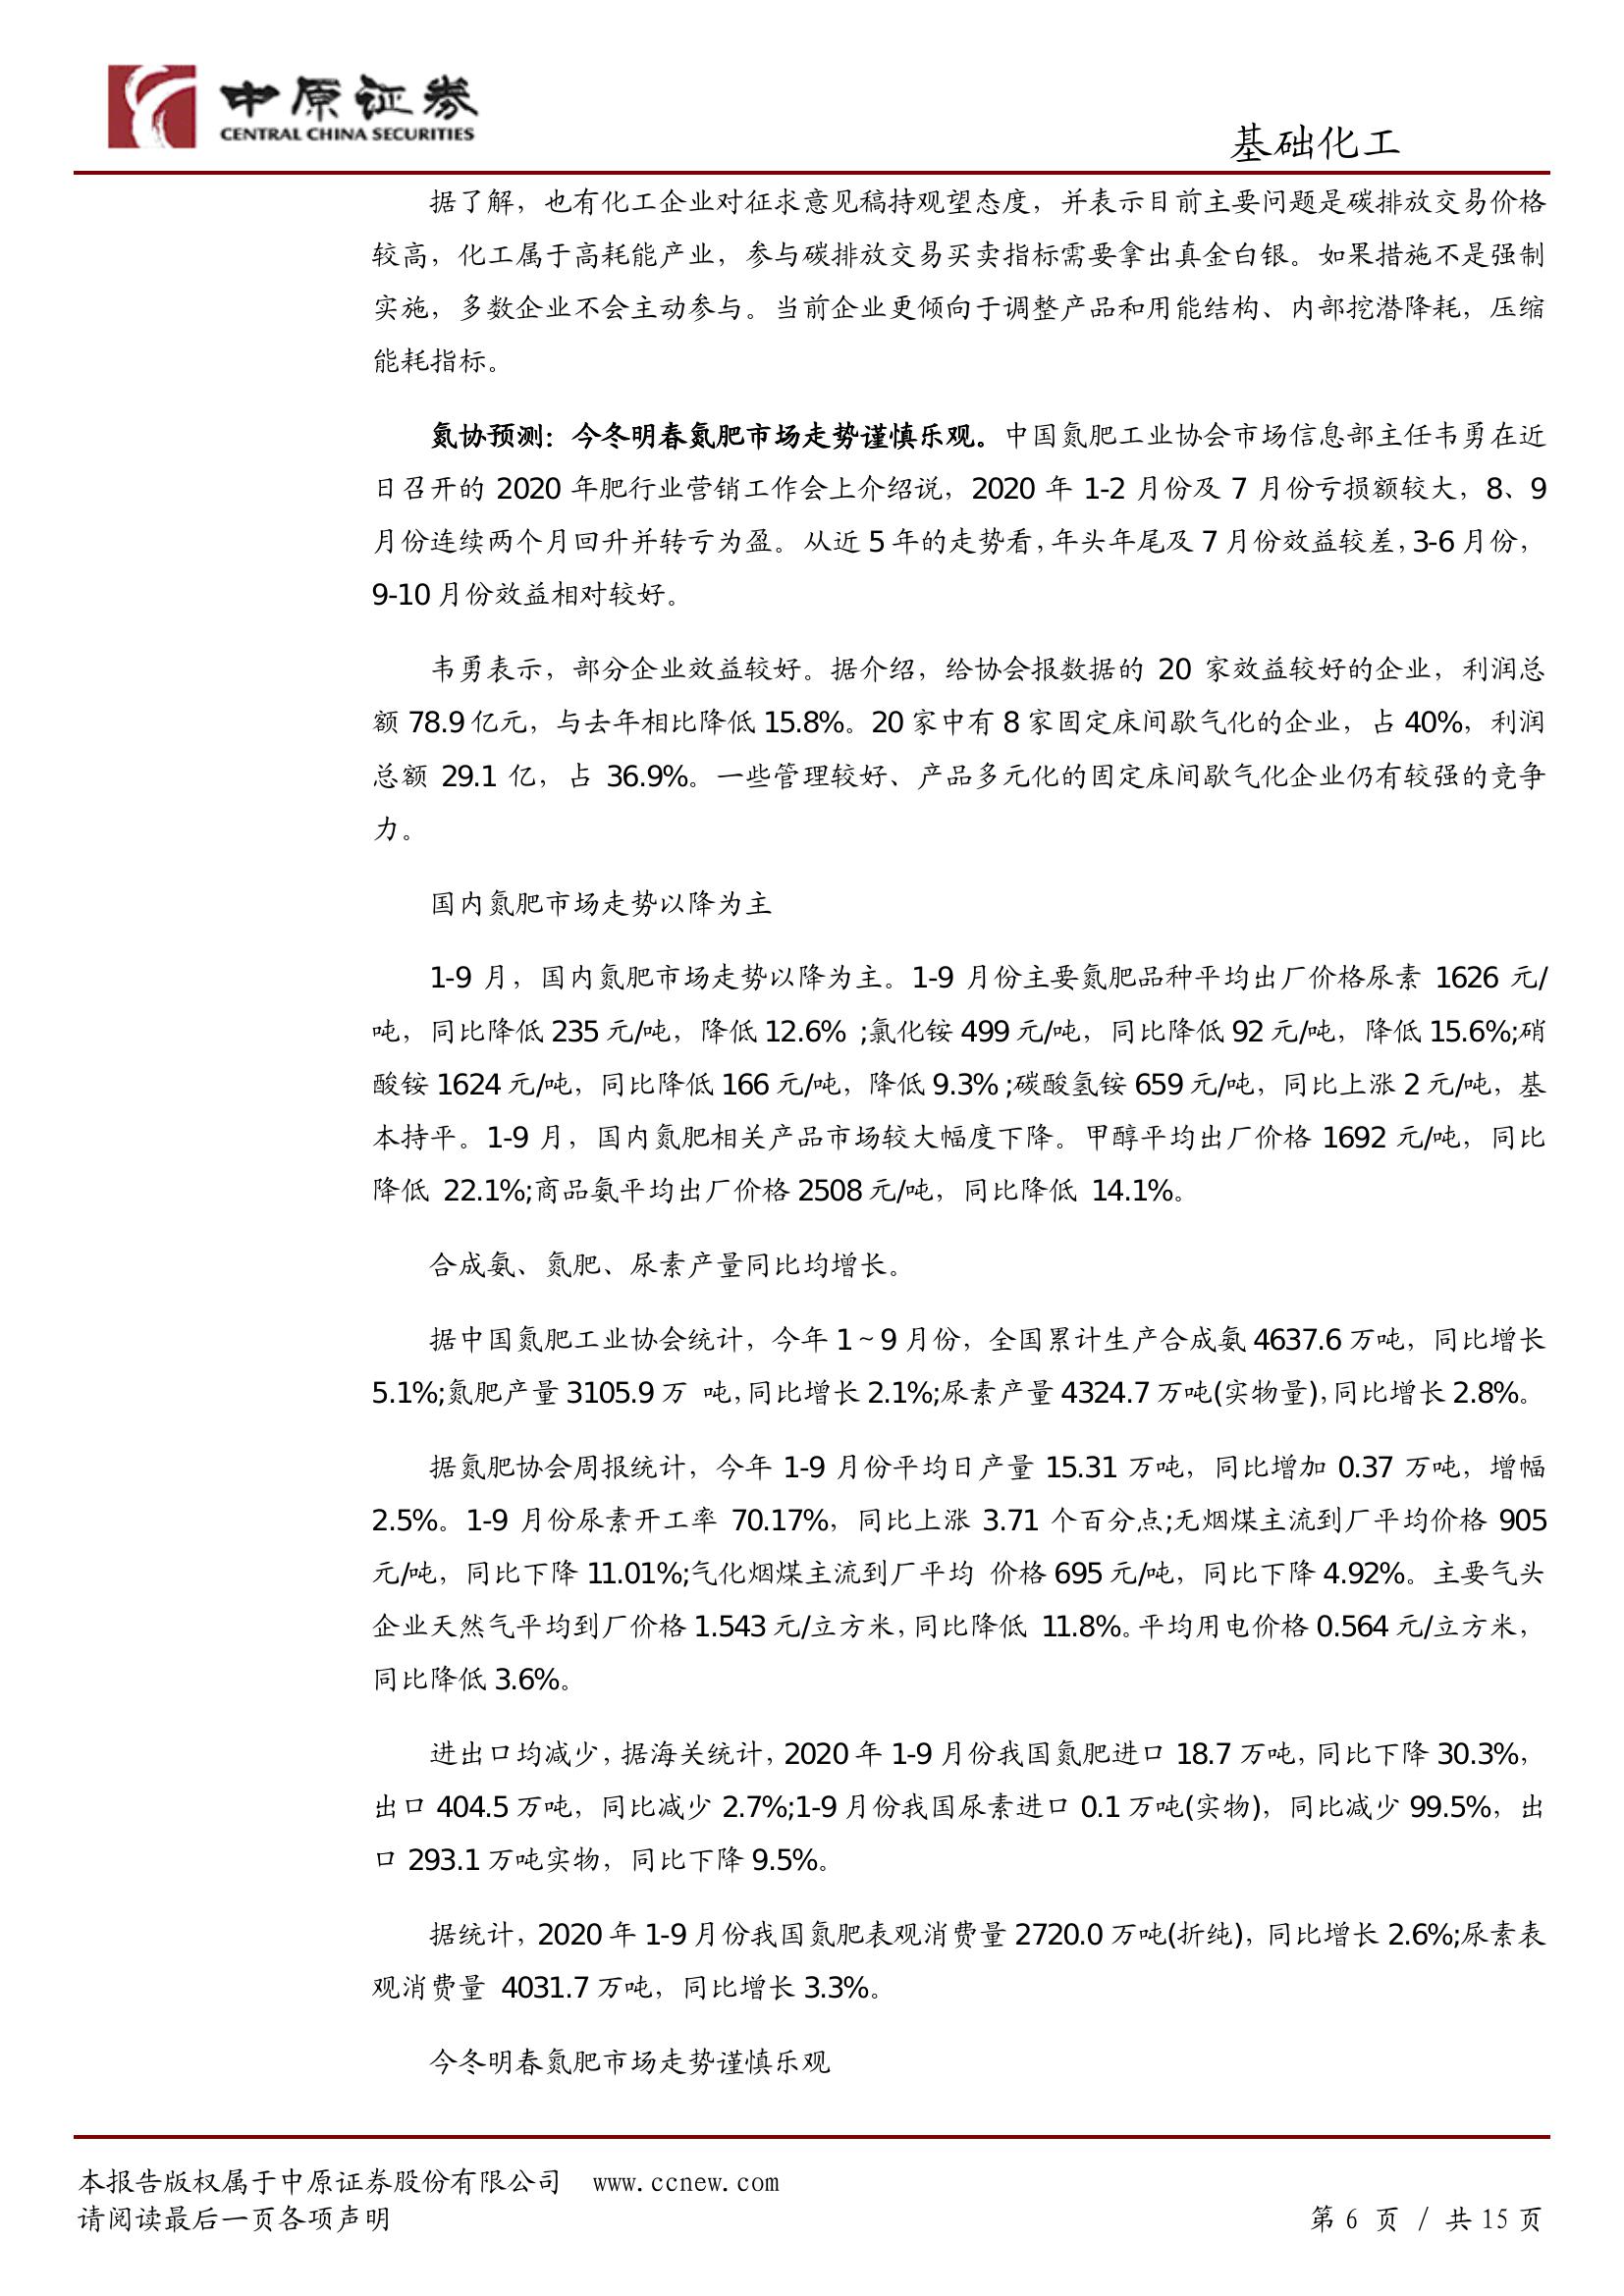 中原证券
CENTRAL CHINA SECURITIES
基础化工
据了解，也有化工企业对征求意见稿持观望态度，并表示目前主要问题是碳排放交易价格
较高，化工属于高耗能产业，参与碳排放交易买卖指标需要拿出真金白银。如果措施不是强制
实施，多数企业不会主动参与。当前企业更倾向于调整产品和用能结构、内部挖潜降耗，压缩
能耗指标。
氮协预测：今冬明春氮肥市场走势谨慎乐观。中国氮肥工业协会市场信息部主任韦勇在近
日召开的 2020 年肥行业营销工作会上介绍说，2020 年 1-2 月份及 7 月份亏损额较大，8、9
月份连续两个月回升并转亏为盈。从近 5 年的走势看，年头年尾及 7 月份效益较差，3-6 月份，
9-10 月份效益相对较好。
韦勇表示，部分企业效益较好。据介绍，给协会报数据的 20 家效益较好的企业，利润总
额 78.9 亿元，与去年相比降低 15.8%。20 家中有 8 家固定床间歇气化的企业，占 40%，利润
总额 29.1 亿，占 36.9%。一些管理较好、产品多元化的固定床间歇气化企业仍有较强的竞争
力。
国内氮肥市场走势以降为主
1-9 月，国内氮肥市场走势以降为主。1-9 月份主要氮肥品种平均出厂价格尿素 1626 元/
吨，同比降低 235 元/吨，降低 12.6% ;氯化铵 499 元/吨，同比降低 92 元/吨，降低 15.6%;硝
酸铵 1624 元/吨，同比降低 166 元/吨，降低 9.3% ;碳酸氢铵 659 元/吨，同比上涨 2 元/吨，基
本持平。1-9 月，国内氮肥相关产品市场较大幅度下降。甲醇平均出厂价格 1692 元/吨，同比
降低 22.1%;商品氨平均出厂价格 2508 元/吨，同比降低 14.1%。
合成氨、氮肥、尿素产量同比均增长。
据中国氮肥工业协会统计，今年 1～9 月份，全国累计生产合成氨 4637.6 万吨，同比增长
5.1%;氮肥产量 3105.9 万 吨，同比增长 2.1%;尿素产量 4324.7 万吨(实物量)，同比增长 2.8%。
据氮肥协会周报统计，今年 1-9 月份平均日产量 15.31 万吨，同比增加 0.37 万吨，增幅
2.5%。1-9 月份尿素开工率 70.17%，同比上涨 3.71 个百分点;无烟煤主流到厂平均价格 905
元/吨，同比下降 11.01%;气化烟煤主流到厂平均 价格 695 元/吨，同比下降 4.92%。主要气头
企业天然气平均到厂价格 1.543 元/立方米，同比降低 11.8%。平均用电价格 0.564 元/立方米，
同比降低 3.6%。
进出口均减少，据海关统计，2020 年 1-9 月份我国氮肥进口 18.7 万吨，同比下降 30.3%，
出口 404.5 万吨，同比减少 2.7%;1-9 月份我国尿素进口 0.1 万吨(实物)，同比减少 99.5%，出
口 293.1 万吨实物，同比下降 9.5%。
据统计，2020 年 1-9 月份我国氮肥表观消费量 2720.0 万吨(折纯)，同比增长 2.6%;尿素表
观消费量 4031.7 万吨，同比增长 3.3%。
今冬明春氮肥市场走势谨慎乐观
本报告版权属于中原证券股份有限公司 www.ccnew.com
请阅读最后一页各项声明
第 6 页 / 共 15 页